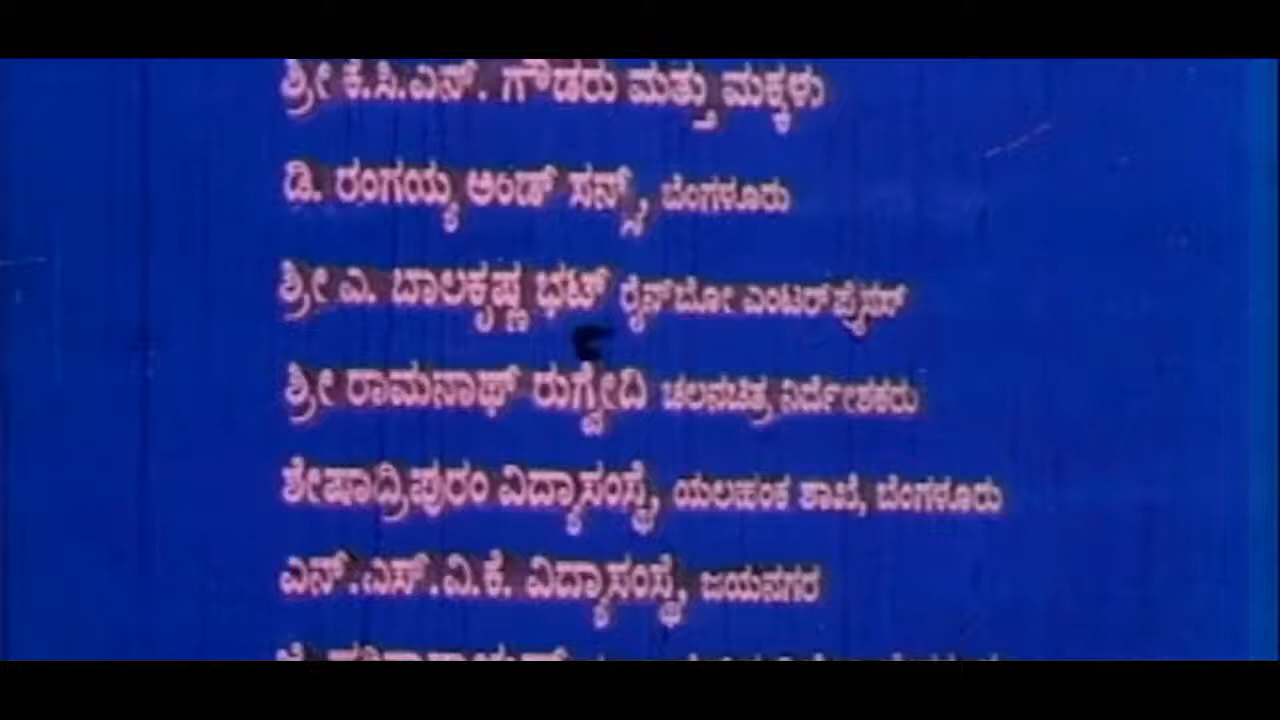 ಶ್ರೀ ಕೆ.ಸಿ.ಎನ್. ಗೌಡರು ಮತ್ತು ಮಕ್ಕಳು
ಡಿ. ರಂಗಯ್ಯ ಅಂಡ್ ಸನ್ಸ್, ಬೆಂಗಳೂರು
ಶ್ರೀ ಎ. ಬಾಲಕೃಷ್ಣ ಭಟ್ ರೈನ್‌ಬೋ ಎಂಟರ್‌ಪ್ರೈಸಸ್
ಶ್ರೀ ರಾಮನಾಥ್ ರುಗ್ವೇದಿ ಚಲನಚಿತ್ರ ನಿರ್ದೇಶಕರು
ಶೇಷಾದ್ರಿಪುರಂ ವಿದ್ಯಾಸಂಸ್ಥೆ, ಯಲಹಂಕ ಶಾಖೆ, ಬೆಂಗಳೂರು
ಎನ್.ಎಸ್.ವಿ.ಕೆ. ವಿದ್ಯಾಸಂಸ್ಥೆ, ಜಯನಗರ